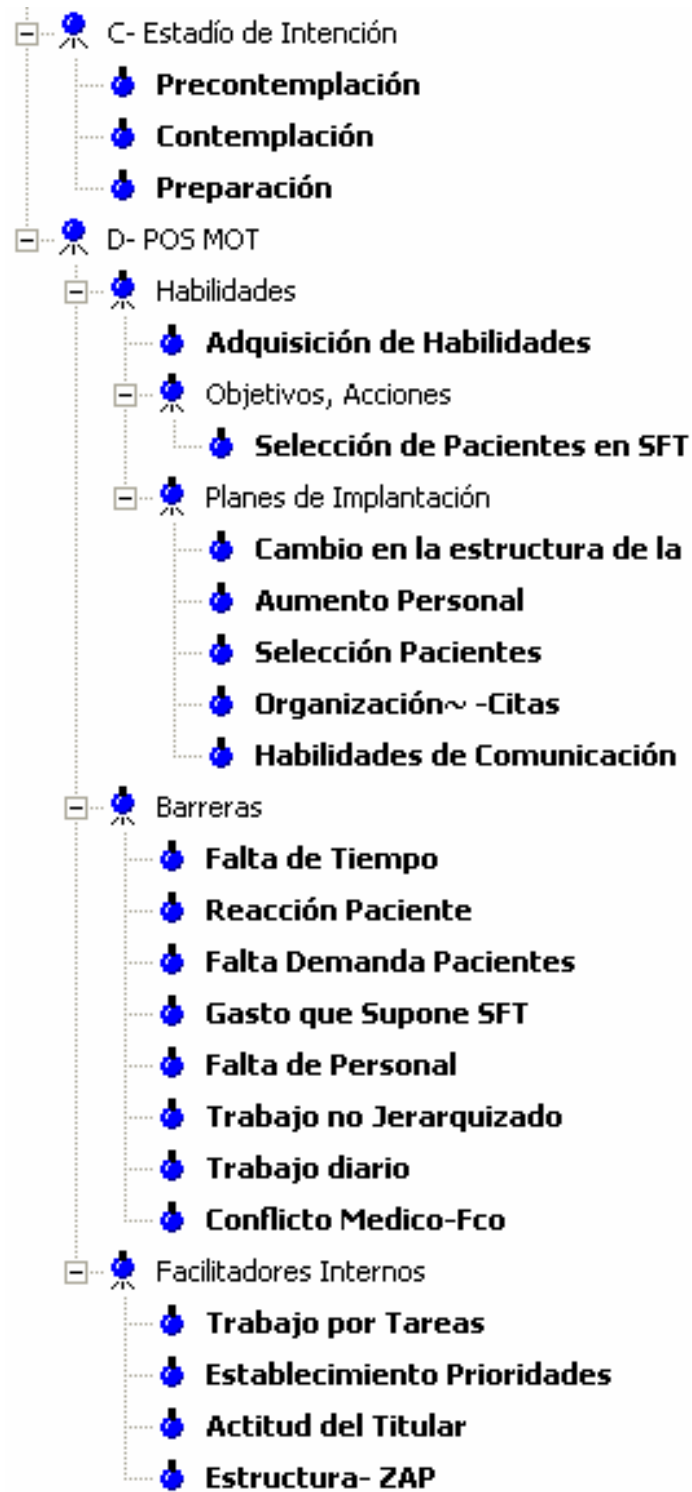 C- Estadío de Intención
Precontemplación
Contemplación
Preparación
D- POS MOT
Habilidades
Adquisición de Habilidades
Objetivos, Acciones
Selección de Pacientes en SFT
Planes de Implantación
Cambio en la estructura de la
Aumento Personal
Selección Pacientes
Organización~ -Citas
Habilidades de Comunicación
Barreras
Falta de Tiempo
Reacción Paciente
Falta Demanda Pacientes
Gasto que Supone SFT
Falta de Personal
Trabajo no Jerarquizado
Trabajo diario
Conflicto Medico-Fco
Facilitadores Internos
Trabajo por Tareas
Establecimiento Prioridades
Actitud del Titular
Estructura- ZAP